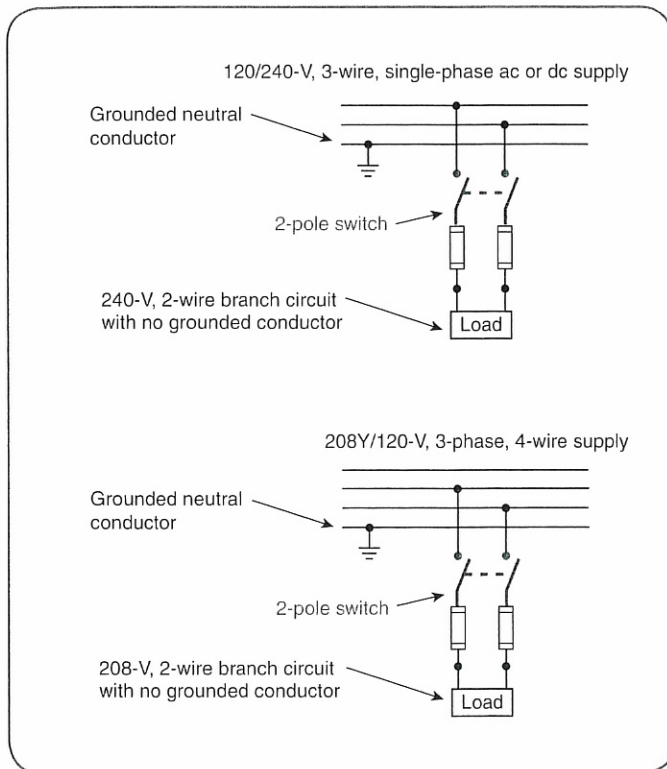 120/240-V, 3-wire, single-phase ac or dc supply
Grounded neutral
conductor
2-pole switch
240-V, 2-wire branch circuit
with no grounded conductor
Load
208Y/120-V, 3-phase, 4-wire supply
Grounded neutral
conductor
2-pole switch
208-V, 2-wire branch circuit
with no grounded conductor
Load